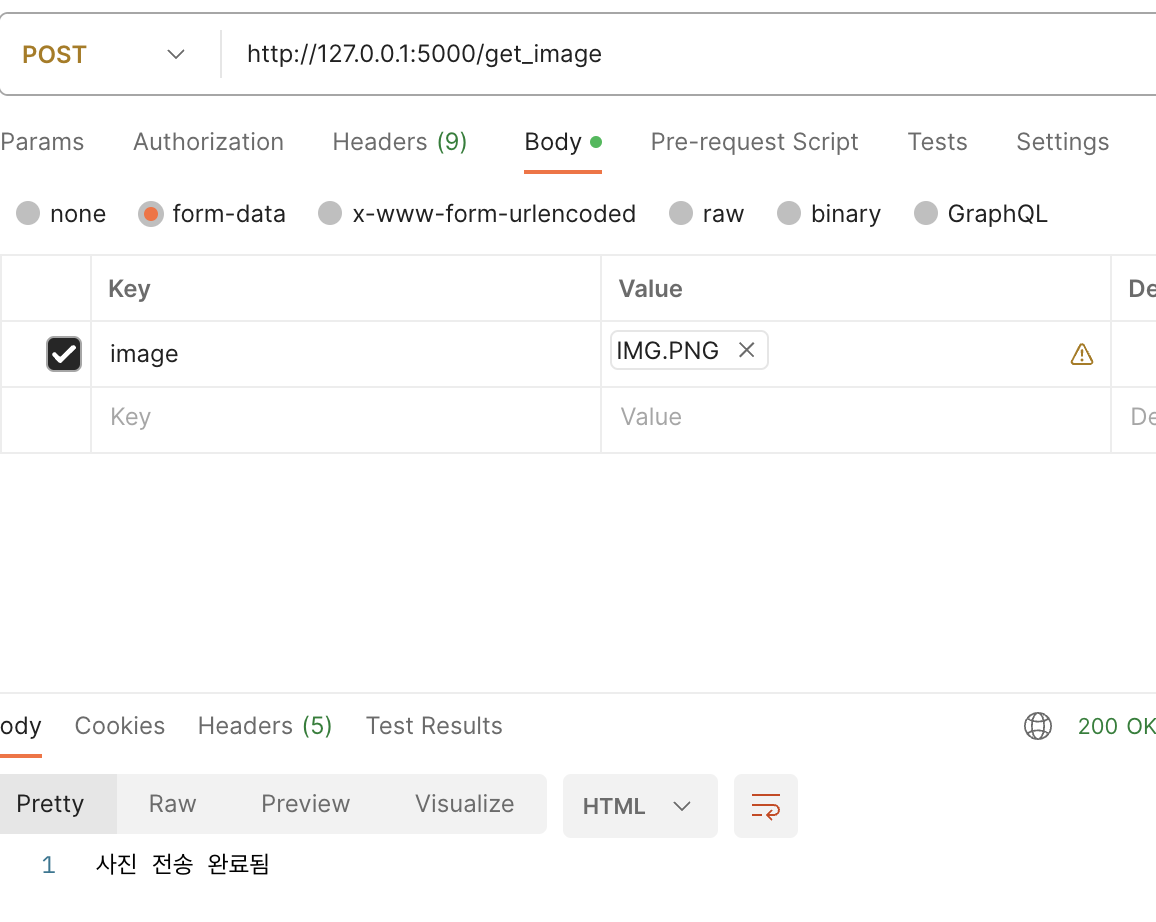 POST http://127.0.0.1:5000/get_image
Params Authorization Headers (9) Body Pre-request Script Tests Settings
none form-data x-www-form-urlencoded raw binary GraphQL
Key Value De
image IMG.PNG
Key Value De
ody Cookies Headers (5) Test Results 200 OK
Pretty Raw Preview Visualize HTML
1 사진 전송 완료됨